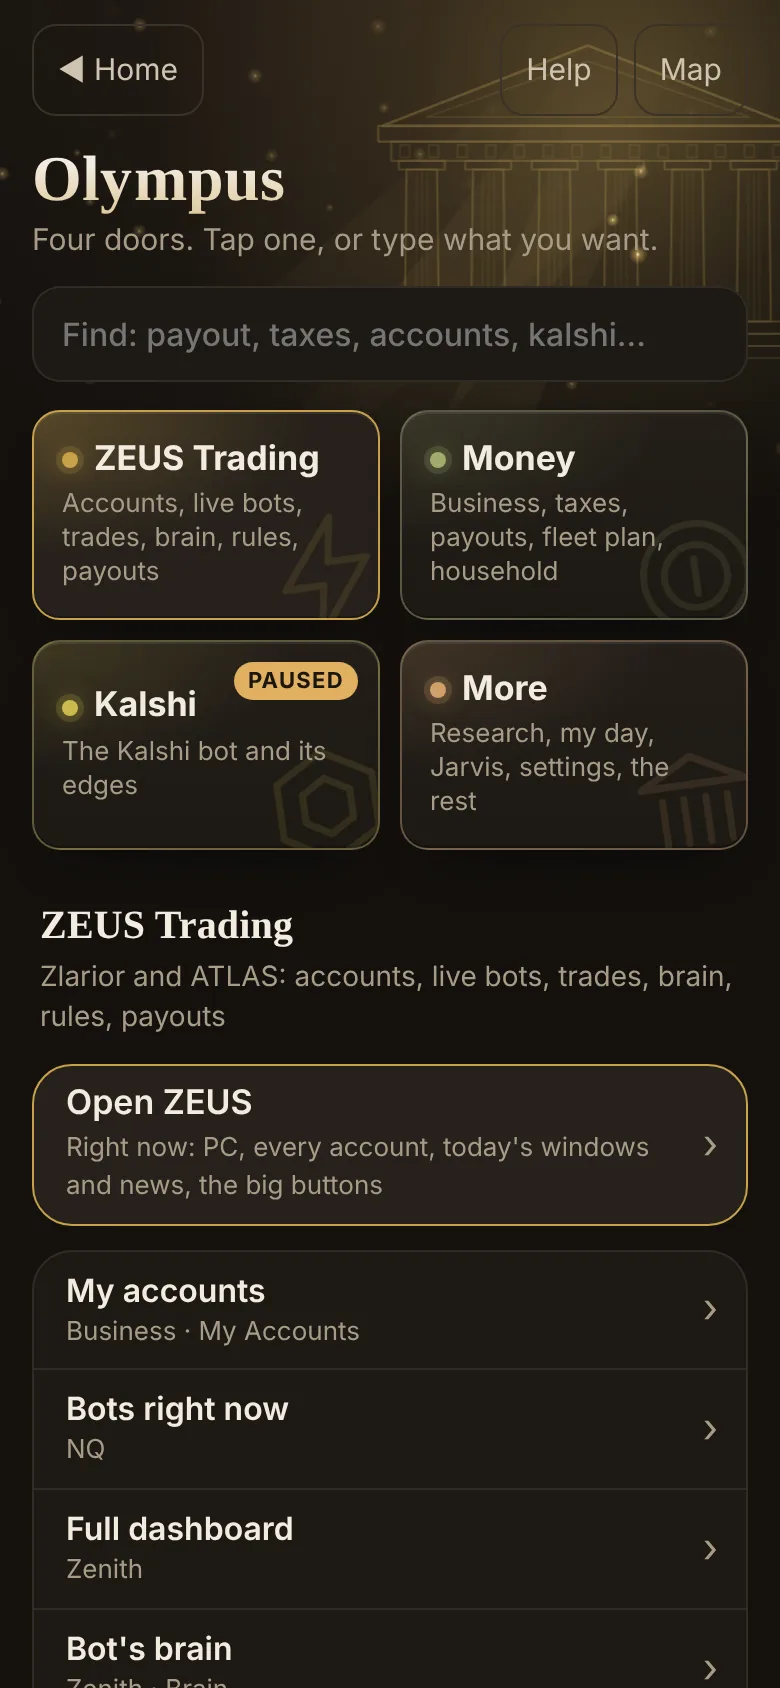 ◀ Home
Help
Map
Olympus
Four doors. Tap one, or type what you want.
Find: payout, taxes, accounts, kalshi...
ZEUS Trading
Accounts, live bots,
trades, brain, rules,
payouts
Money
Business, taxes,
payouts, fleet plan,
household
PAUSED
Kalshi
The Kalshi bot and its
edges
More
Research, my day,
Jarvis, settings, the
rest
ZEUS Trading
Zlarior and ATLAS: accounts, live bots, trades, brain,
rules, payouts
Open ZEUS
Right now: PC, every account, today's windows
and news, the big buttons
My accounts
Business · My Accounts
Bots right now
NQ
Full dashboard
Zenith
Bot's brain
Zenith · Brain